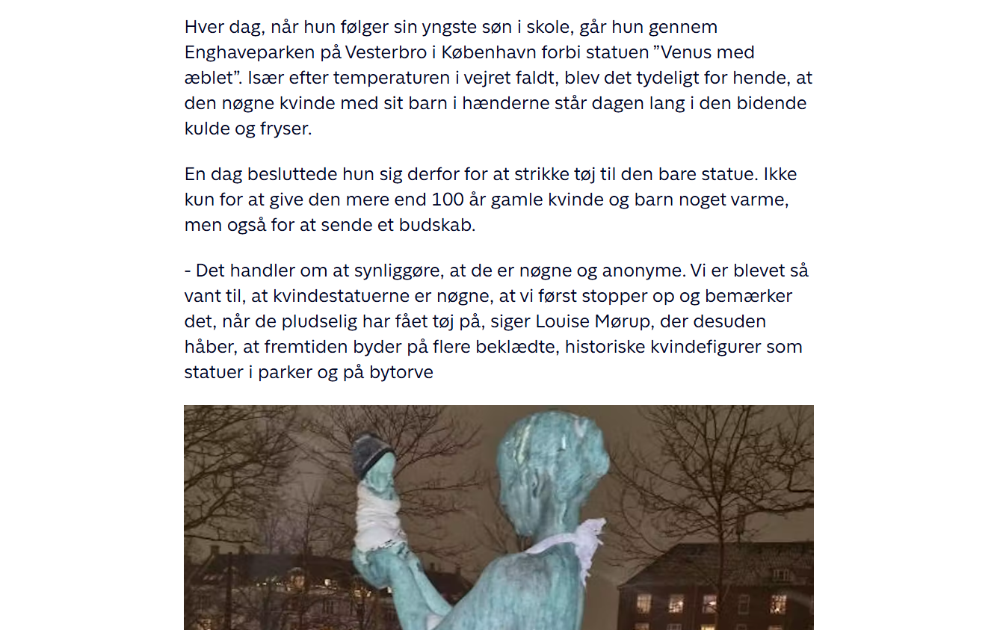 Hver dag, når hun følger sin yngste søn i skole, går hun gennem
Enghaveparken på Vesterbro i København forbi statuen ”Venus med
æblet”. Især efter temperaturen i vejret faldt, blev det tydeligt for hende, at
den nøgne kvinde med sit barn i hænderne står dagen lang i den bidende
kulde og fryser.
En dag besluttede hun sig derfor for at strikke tøj til den bare statue. Ikke
kun for at give den mere end 100 år gamle kvinde og barn noget varme,
men også for at sende et budskab.
- Det handler om at synliggøre, at de er nøgne og anonyme. Vi er blevet så
vant til, at kvindestatuerne er nøgne, at vi først stopper op og bemærker
det, når de pludselig har fået tøj på, siger Louise Mørup, der desuden
håber, at fremtiden byder på flere beklædte, historiske kvindefigurer som
statuer i parker og på bytorve